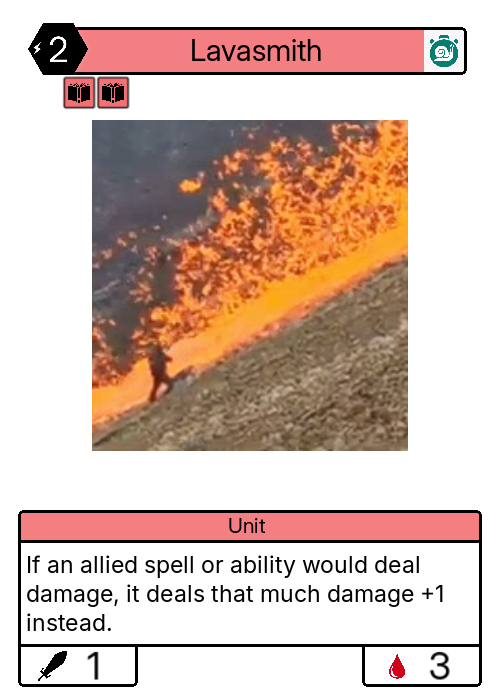 2
Lavasmith
Unit
If an allied spell or ability would deal
damage, it deals that much damage +1
instead.
1
3